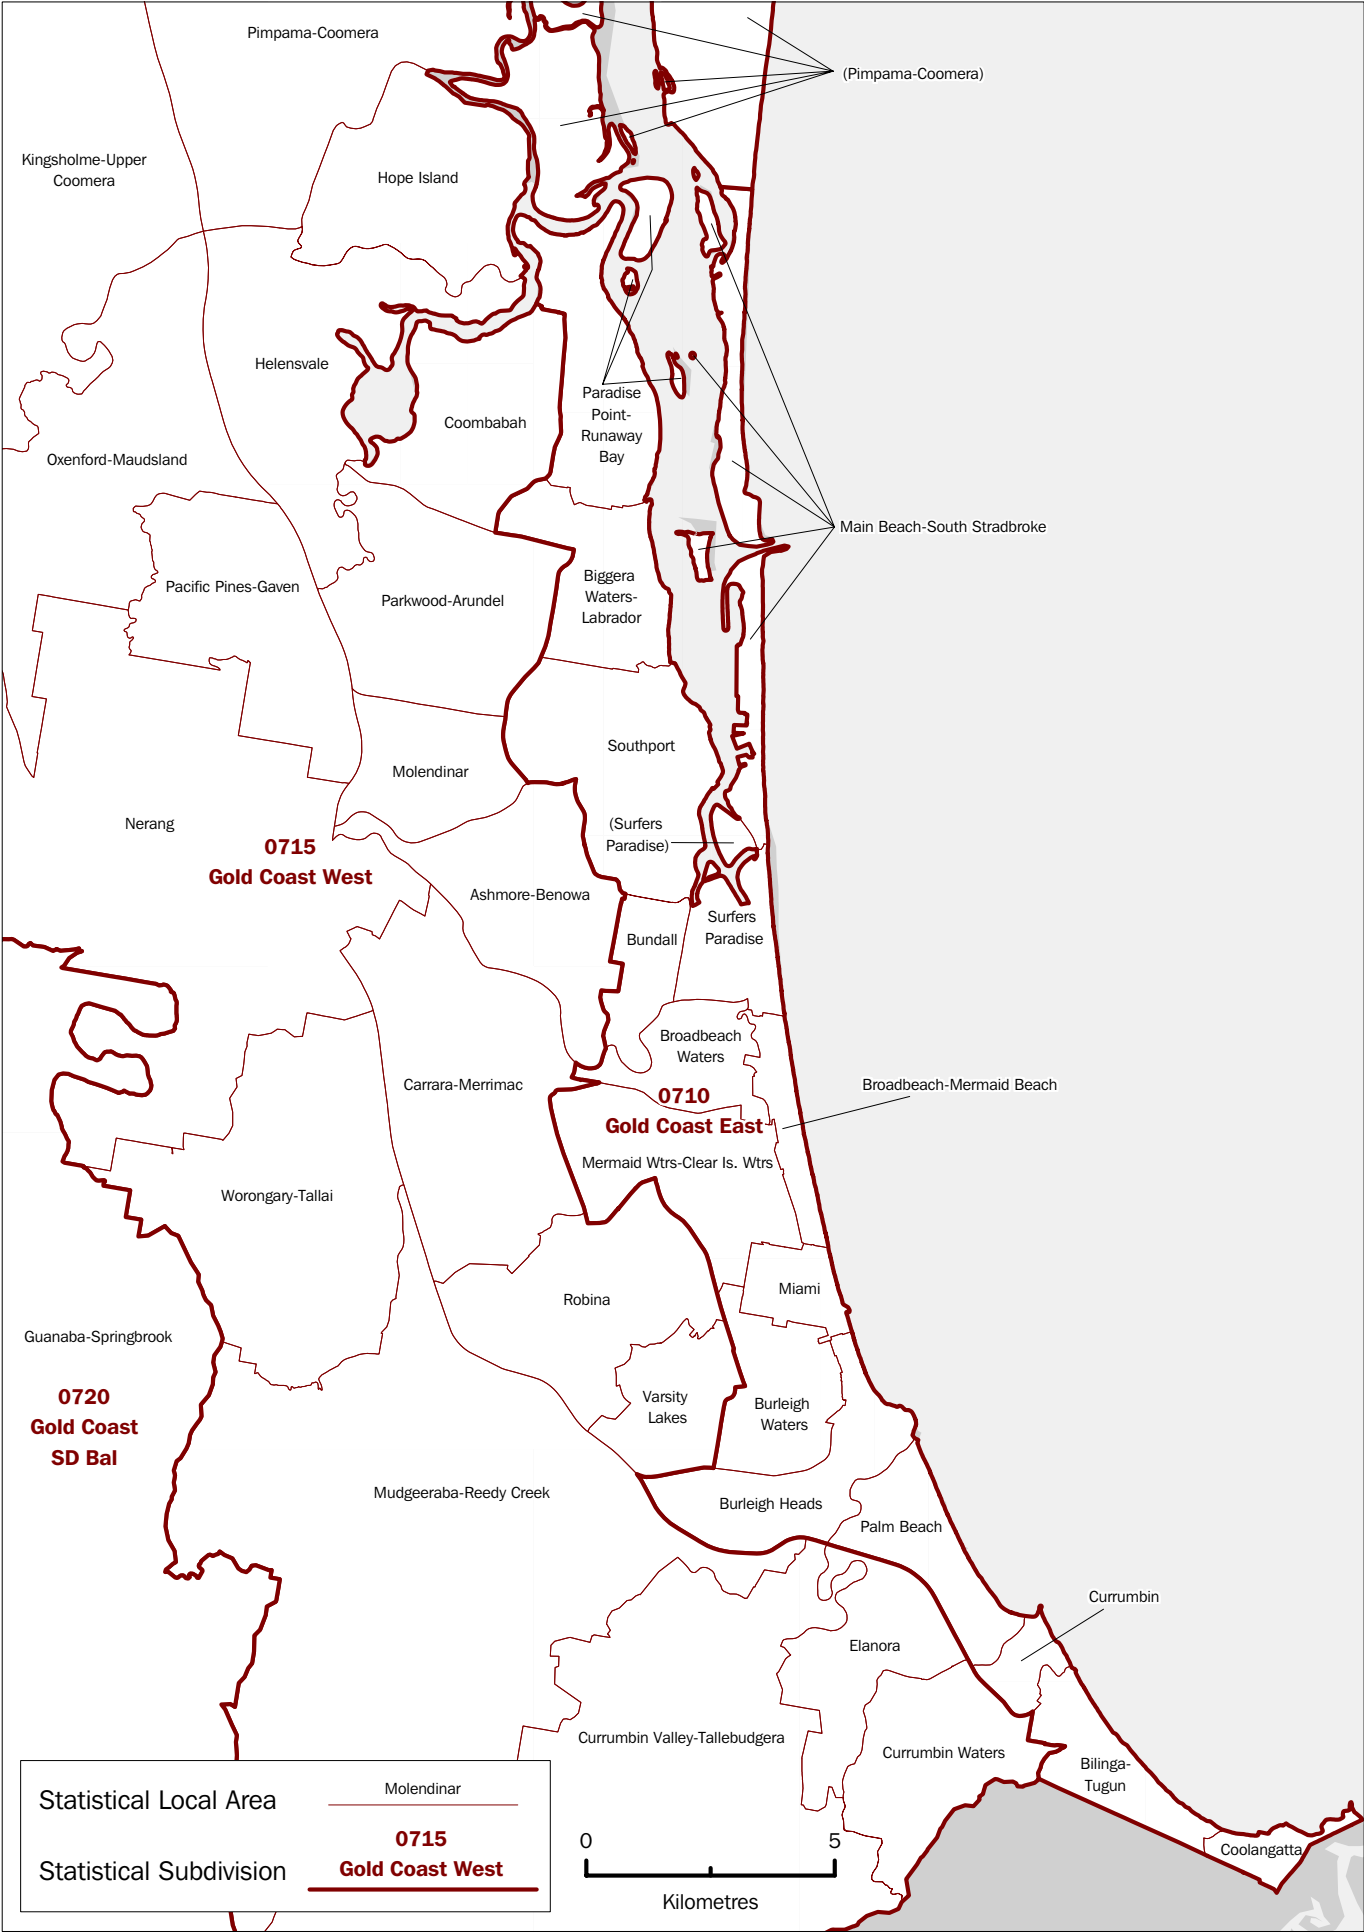 Pimpama-Coomera
(Pimpama-Coomera)
Kingsholme-Upper
Coomera
Hope Island
Helensvale
Paradise
Point-
Runaway
Bay
Coombabah
Oxenford-Maudsland
Main Beach-South Stradbroke
Pacific Pines-Gaven
Parkwood-Arundel
Biggera
Waters-
Labrador
Southport
Molendinar
Nerang
(Surfers
Paradise)
0715
Gold Coast West
Ashmore-Benowa
Bundall
Surfers
Paradise
Broadbeach
Waters
Carrara-Merrimac
Broadbeach-Mermaid Beach
0710
Gold Coast East
Mermaid Wtrs-Clear Is. Wtrs
Worongary-Tallai
Miami
Robina
Guanaba-Springbrook
0720
Gold Coast
SD Bal
Varsity
Lakes
Burleigh
Waters
Mudgeeraba-Reedy Creek
Burleigh Heads
Palm Beach
Currumbin
Elanora
Currumbin Valley-Tallebudgera
Currumbin Waters
Bilinga-
Tugun
Coolangatta
Statistical Local Area
Molendinar
Statistical Subdivision
0715
Gold Coast West
0 5
Kilometres